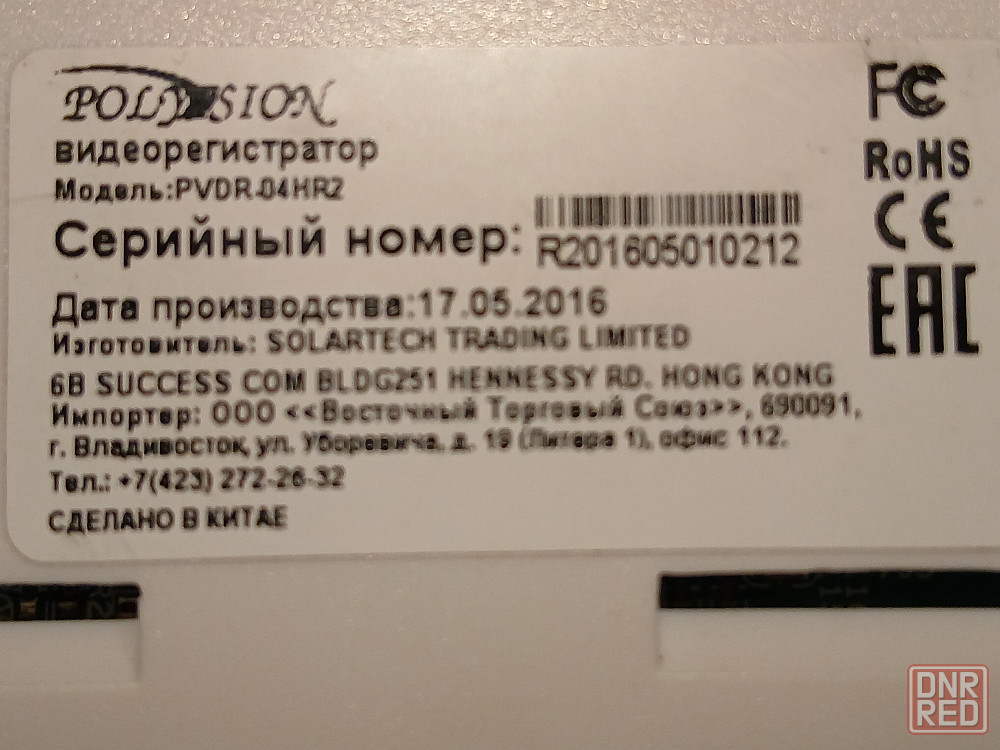 POLYVISION
FC
видеорегистратор
RoHS
Модель:PVDR-04HR2
CE
Серийный номер: R201605010212
EAC
Дата производства:17.05.2016
Изготовитель: SOLARTECH TRADING LIMITED
6B SUCCESS COM BLDG251 HENNESSY RD. HONG KONG
Импортер: ООО <<Восточный Торговый Союз>>, 690091,
г. Владивосток, ул. Уборевича, д. 19 (Литера 1), офис 112.
Тел.: +7(423) 272-26-32
СДЕЛАНО В КИТАЕ
DNR
RED